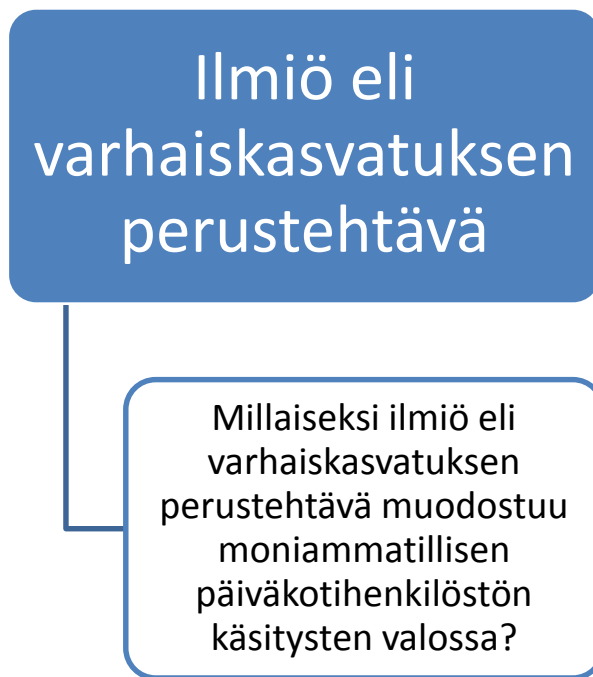 Ilmiö eli
varhaiskasvatuksen
perustehtävä
Millaiseksi ilmiö eli
varhaiskasvatuksen
perustehtävä muodostuu
moniammatillisen
päiväkotihenkilöstön
käsitysten valossa?